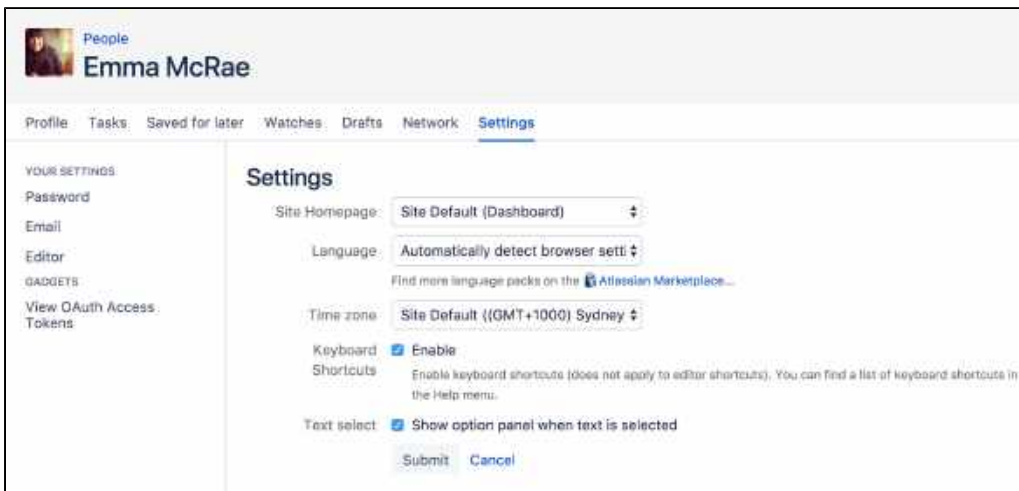 People
Emma McRae
Profile Tasks Saved for later Watches Drafts Network Settings
YOUR SETTINGS
Password
Email
Editor
GADGETS
View OAuth Access
Tokens
Settings
Site Homepage Site Default (Dashboard)
Language Automatically detect browser setti
Find more language packs on the Atlassian Marketplace...
Time zone Site Default ((GMT+1000) Sydney
Keyboard Shortcuts Enable
Enable keyboard shortcuts (does not apply to editor shortcuts). You can find a list of keyboard shortcuts in
the Help menu.
Text select Show option panel when text is selected
Submit Cancel